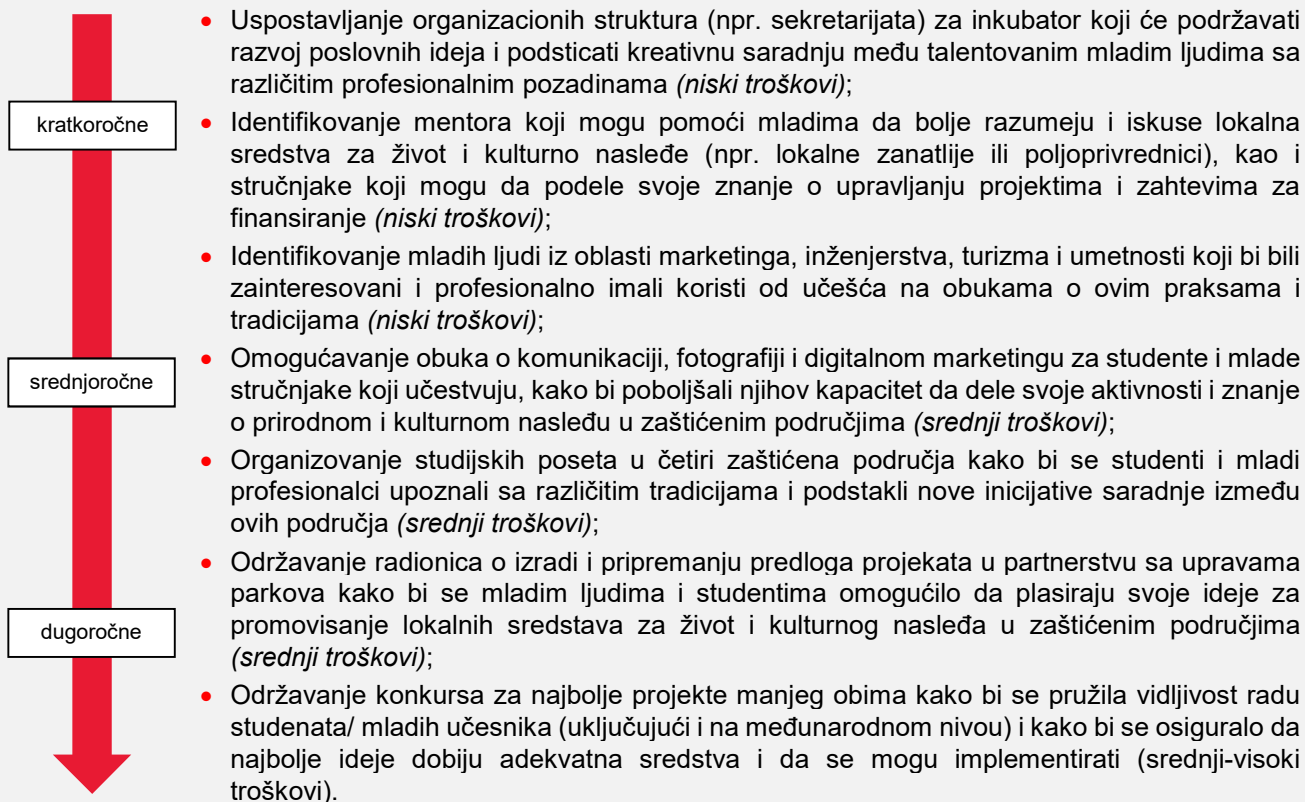 • Uspostavljanje organizacionih struktura (npr. sekretarijata) za inkubator koji će podržavati
razvoj poslovnih ideja i podsticati kreativnu saradnju među talentovanim mladim ljudima sa
različitim profesionalnim pozadinama (niski troškovi);
kratkoročne
• Identifikovanje mentora koji mogu pomoći mladima da bolje razumeju i iskuse lokalna
sredstva za život i kulturno nasleđe (npr. lokalne zanatlije ili poljoprivrednici), kao i
stručnjake koji mogu da podele svoje znanje o upravljanju projektima i zahtevima za
finansiranje (niski troškovi);
• Identifikovanje mladih ljudi iz oblasti marketinga, inženjerstva, turizma i umetnosti koji bi bili
zainteresovani i profesionalno imali koristi od učešća na obukama o ovim praksama i
tradicijama (niski troškovi);
srednjoročne
• Omogućavanje obuka o komunikaciji, fotografiji i digitalnom marketingu za studente i mlade
stručnjake koji učestvuju, kako bi poboljšali njihov kapacitet da dele svoje aktivnosti i znanje
o prirodnom i kulturnom nasleđu u zaštićenim područjima (srednji troškovi);
• Organizovanje studijskih poseta u četiri zaštićena područja kako bi se studenti i mladi
profesionalci upoznali sa različitim tradicijama i podstakli nove inicijative saradnje između
ovih područja (srednji troškovi);
dugoročne
• Održavanje radionica o izradi i pripremanju predloga projekata u partnerstvu sa upravama
parkova kako bi se mladim ljudima i studentima omogućilo da plasiraju svoje ideje za
promovisanje lokalnih sredstava za život i kulturnog nasleđa u zaštićenim područjima
(srednji troškovi);
• Održavanje konkursa za najbolje projekte manjeg obima kako bi se pružila vidljivost radu
studenata/ mladih učesnika (uključujući i na međunarodnom nivou) i kako bi se osiguralo da
najbolje ideje dobiju adekvatna sredstva i da se mogu implementirati (srednji-visoki
troškovi).